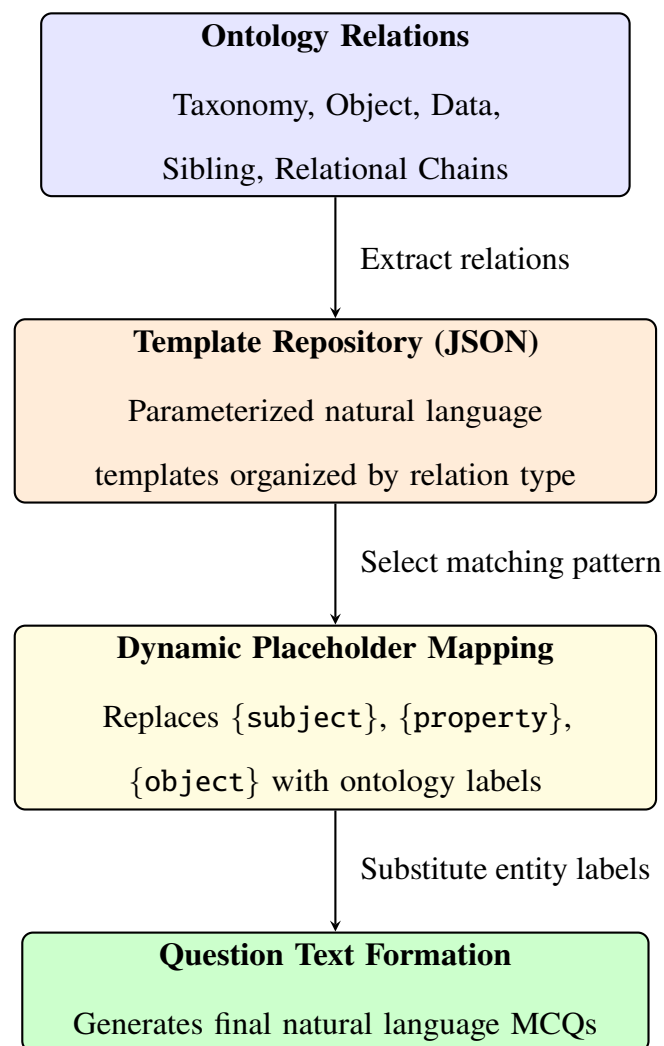 Ontology Relations
Taxonomy, Object, Data,
Sibling, Relational Chains
Extract relations
Template Repository (JSON)
Parameterized natural language
templates organized by relation type
Select matching pattern
Dynamic Placeholder Mapping
Replaces {subject}, {property},
{object} with ontology labels
Substitute entity labels
Question Text Formation
Generates final natural language MCQs